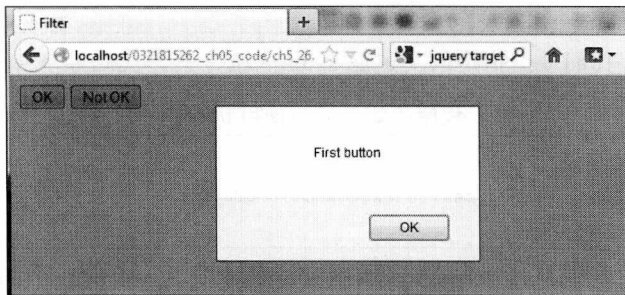 Filter
+
localhost/0321815262_ch05_code/ch5_26.
jquery target
OK
Not OK
First button
OK